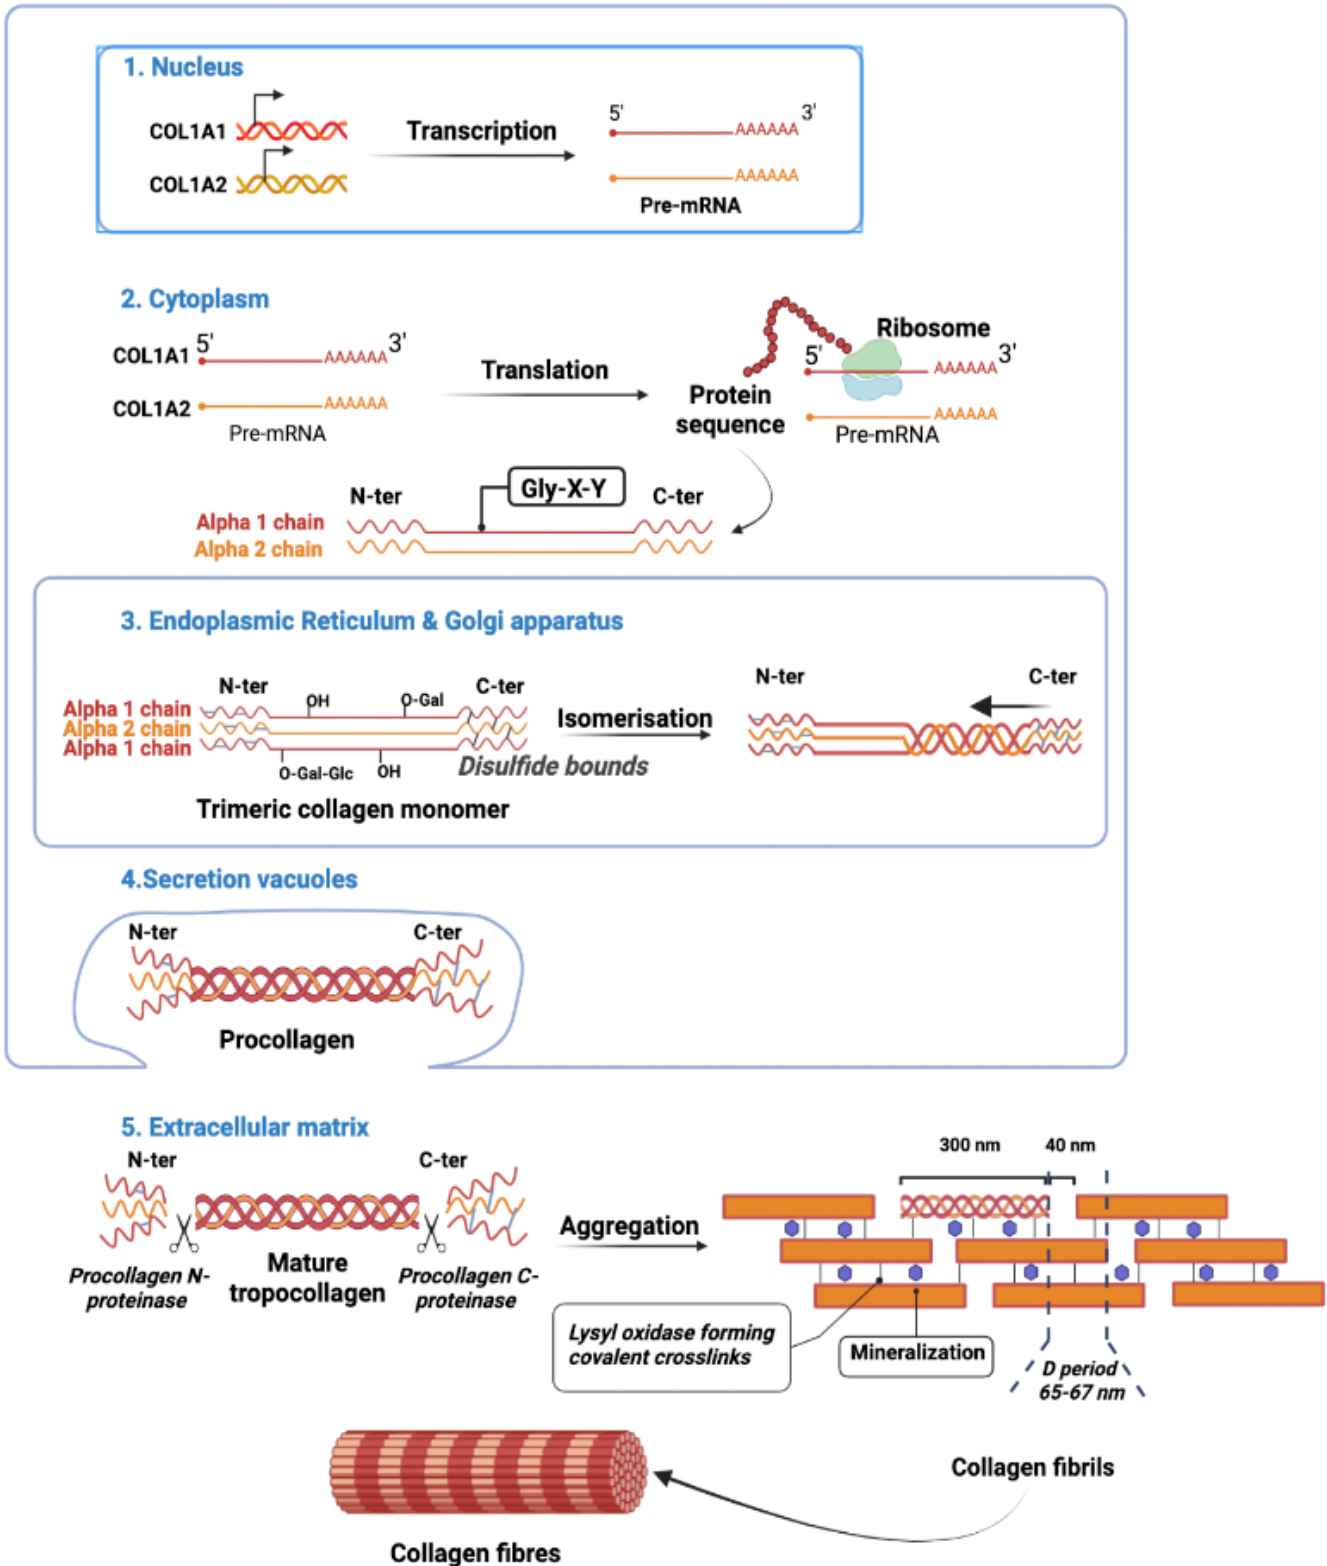 1. Nucleus
COL1A1
COL1A2
Transcription
5'
3'
AAAAAA
AAAAAA
Pre-mRNA
2. Cytoplasm
COL1A1
5'
AAAAAA
3'
COL1A2
AAAAAA
Pre-mRNA
Translation
Protein
sequence
Ribosome
5'
AAAAAA
3'
AAAAAA
Pre-mRNA
N-ter
Gly-X-Y
C-ter
Alpha 1 chain
Alpha 2 chain
3. Endoplasmic Reticulum & Golgi apparatus
N-ter
OH
O-Gal
C-ter
Alpha 1 chain
Alpha 2 chain
Alpha 1 chain
O-Gal-Glc
OH
Disulfide bounds
Trimeric collagen monomer
Isomerisation
N-ter
C-ter
4.Secretion vacuoles
N-ter
C-ter
Procollagen
5. Extracellular matrix
N-ter
C-ter
Procollagen N-
proteinase
Mature
tropocollagen
Procollagen C-
proteinase
Aggregation
300 nm
40 nm
Lysyl oxidase forming
covalent crosslinks
Mineralization
D period
65-67 nm
Collagen fibrils
Collagen fibres